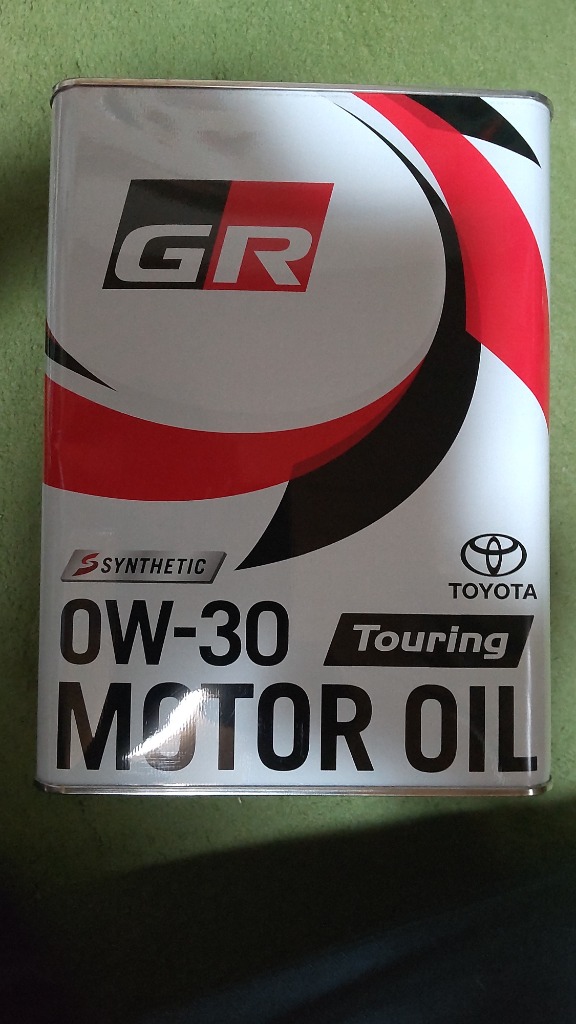 GR
SYNTHETIC
TOYOTA
0W-30
Touring
MOTOR OIL